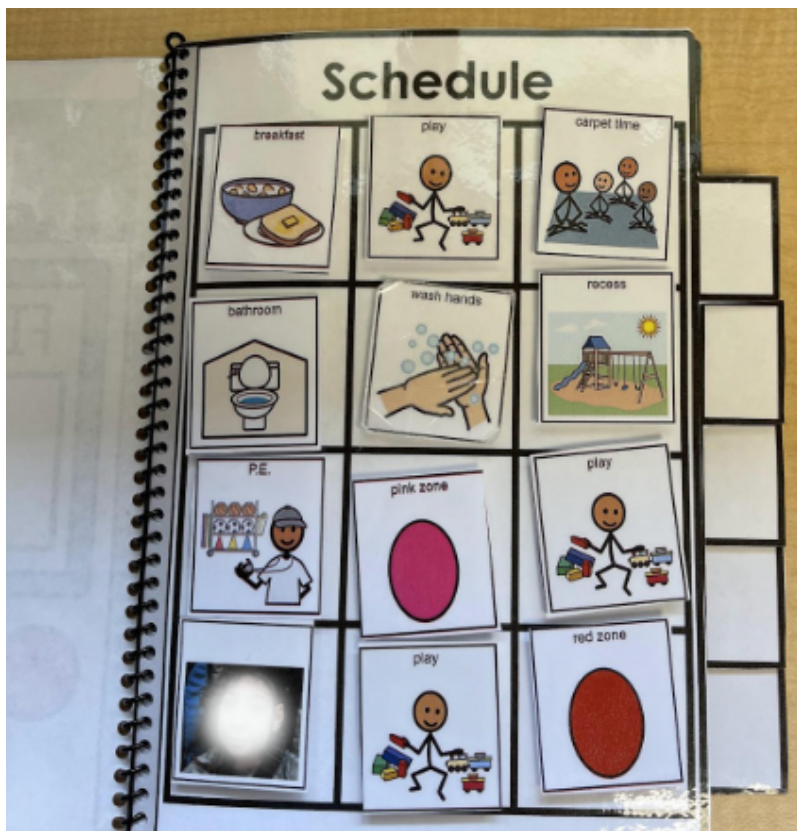 Schedule
breakfast
play
carpet time
bathroom
wash hands
recess
P.E.
pink zone
play
play
red zone